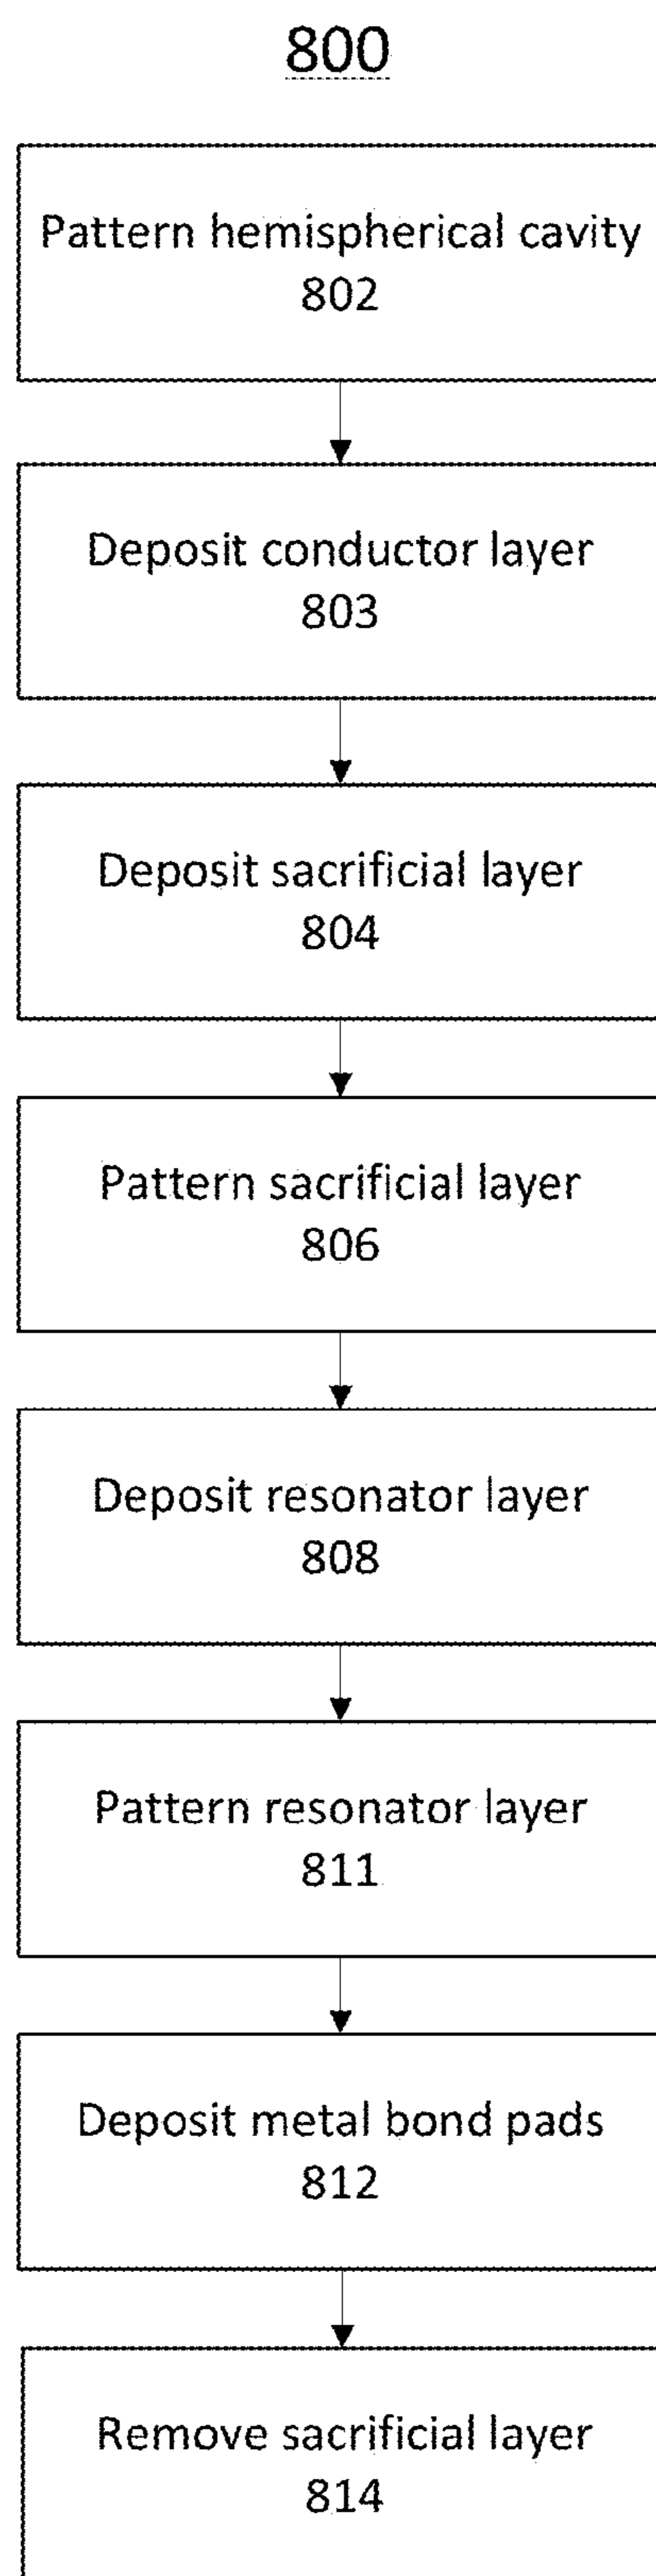 800
Pattern hemispherical cavity
802
Deposit conductor layer
803
Deposit sacrificial layer
804
Pattern sacrificial layer
806
Deposit resonator layer
808
Pattern resonator layer
811
Deposit metal bond pads
812
Remove sacrificial layer
814